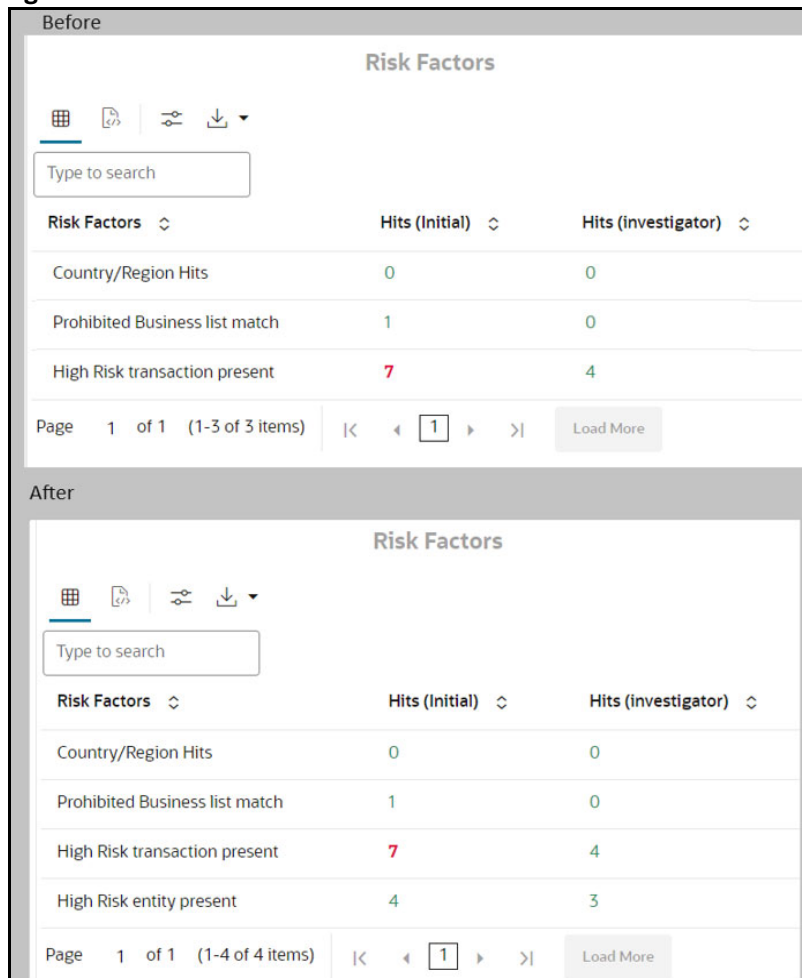 Before
Risk Factors
Type to search
Risk Factors Hits (Initial) Hits (investigator)
Country/Region Hits 0 0
Prohibited Business list match 1 0
High Risk transaction present 7 4
Page 1 of 1 (1-3 of 3 items) 1 Load More
After
Risk Factors
Type to search
Risk Factors Hits (Initial) Hits (investigator)
Country/Region Hits 0 0
Prohibited Business list match 1 0
High Risk transaction present 7 4
High Risk entity present 4 3
Page 1 of 1 (1-4 of 4 items) 1 Load More